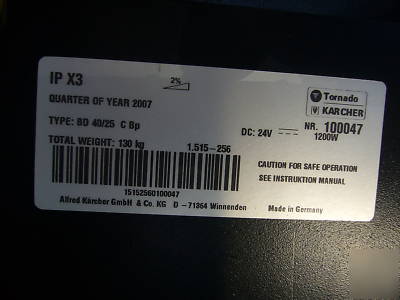 IP X3
2%
Tornado
KÄRCHER
QUARTER OF YEAR 2007
TYPE: BD 40/25 C Bp
DC: 24V
NR. 100047
1200W
TOTAL WEIGHT: 130 kg
1.515-256
CAUTION FOR SAFE OPERATION
SEE INSTRUKTION MANUAL
15152560100047
Alfred Kärcher GmbH & Co. KG D - 71364 Winnenden
Made in Germany